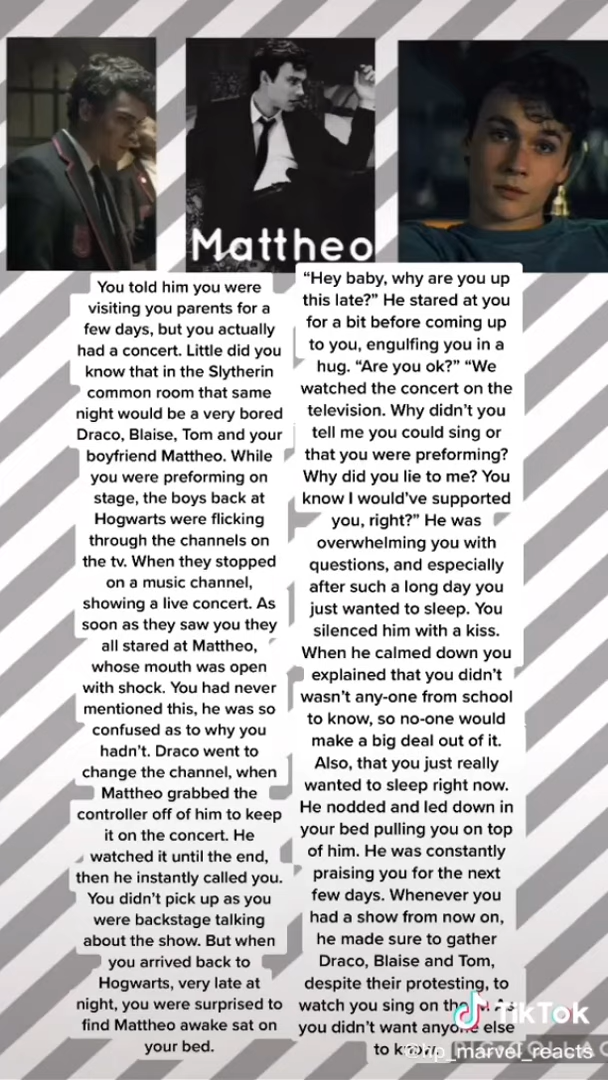 Mattheo
You told him you were
visiting you parents for a
few days, but you actually
had a concert. Little did you
know that in the Slytherin
common room that same
night would be a very bored
Draco, Blaise, Tom and your
boyfriend Mattheo. While
you were preforming on
stage, the boys back at
Hogwarts were flicking
through the channels on
the tv. When they stopped
on a music channel,
showing a live concert. As
soon as they saw you they
all stared at Mattheo,
whose mouth was open
with shock. You had never
mentioned this, he was so
confused as to why you
hadn't. Draco went to
change the channel, when
Mattheo grabbed the
controller off of him to keep
it on the concert. He
watched it until the end,
then he instantly called you.
You didn't pick up as you
were backstage talking
about the show. But when
you arrived back to
Hogwarts, very late at
night, you were surprised to
find Mattheo awake sat on
your bed.
“Hey baby, why are you up
this late?” He stared at you
for a bit before coming up
to you, engulfing you in a
hug. “Are you ok?” “We
watched the concert on the
television. Why didn't you
tell me you could sing or
that you were preforming?
Why did you lie to me? You
know I would've supported
you, right?” He was
overwhelming you with
questions, and especially
after such a long day you
just wanted to sleep. You
silenced him with a kiss.
When he calmed down you
explained that you didn't
wasn't any-one from school
to know, so no-one would
make a big deal out of it.
Also, that you just really
wanted to sleep right now.
He nodded and led down in
your bed pulling you on top
of him. He was constantly
praising you for the next
few days. Whenever you
had a show from now on,
he made sure to gather
Draco, Blaise and Tom,
despite their protesting, to
watch you sing on the As
you didn't want anyone else
to know
TikTok
PIC•COLLAG
@hp_marvel_reacts